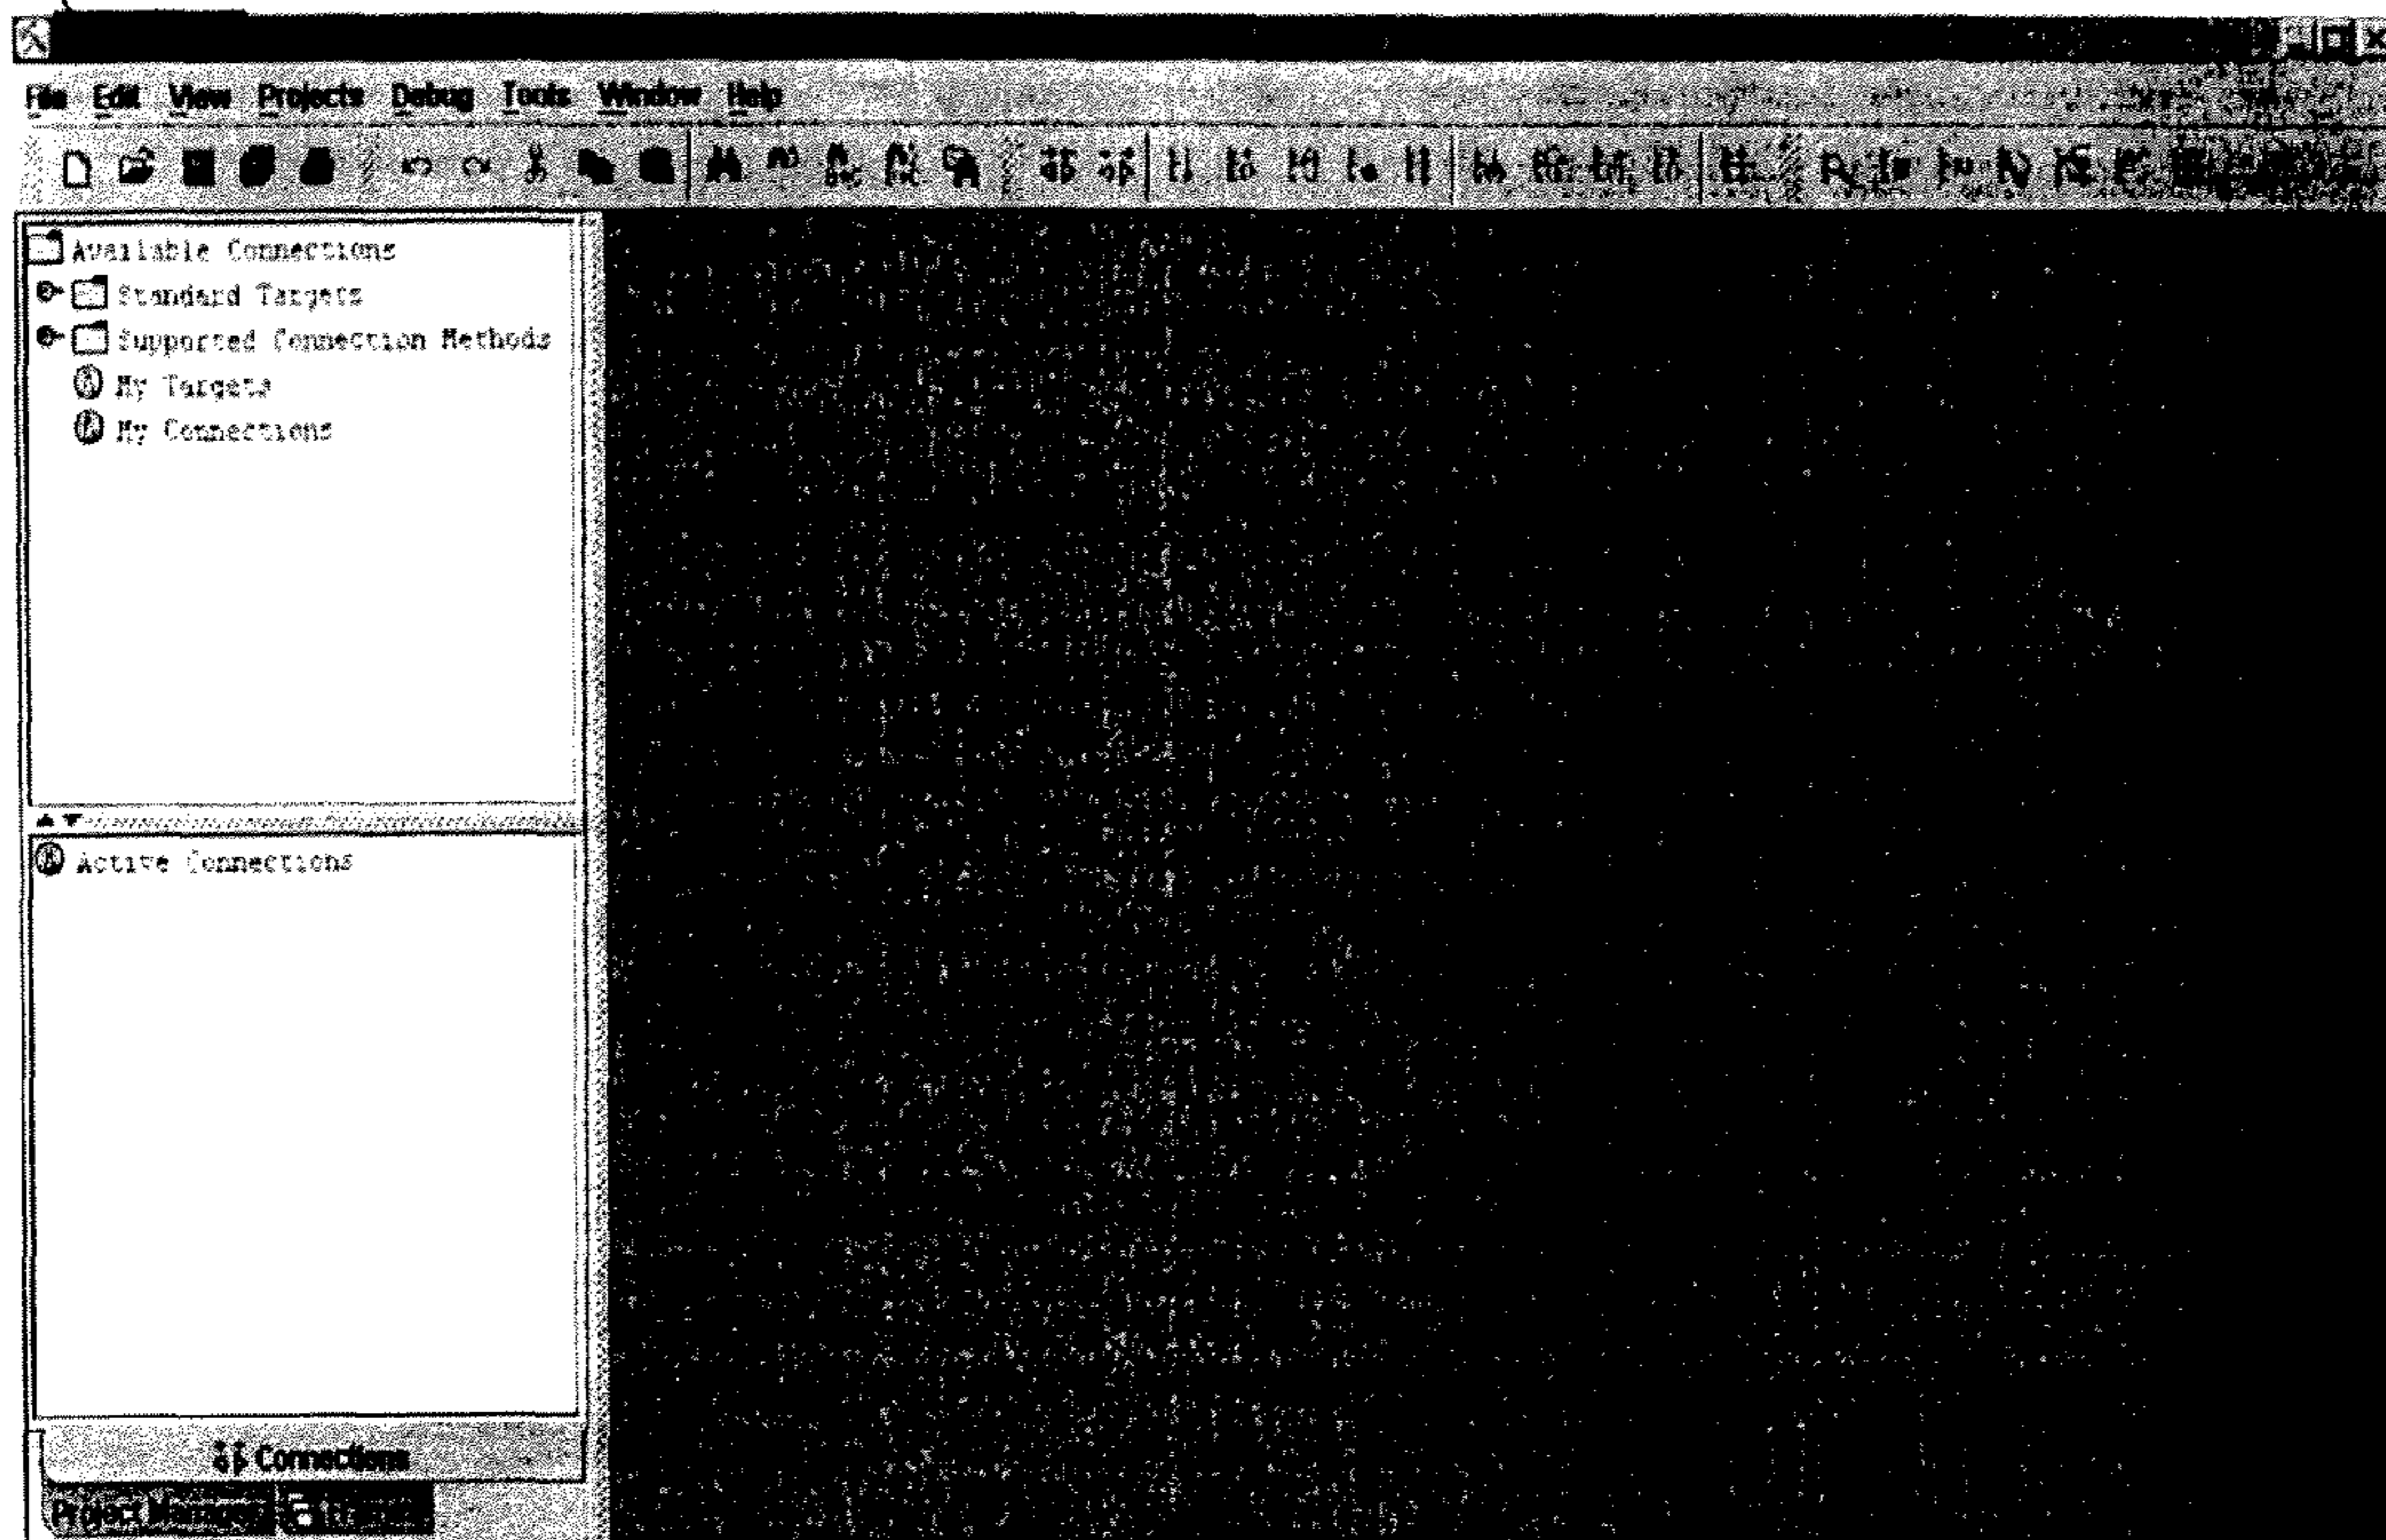 File Edit View Projects Debug Tools Window Help
Available Connections
Standard Targets
Supported Connection Methods
My Targets
My Connections
Active Connections
Connections
Project Manager